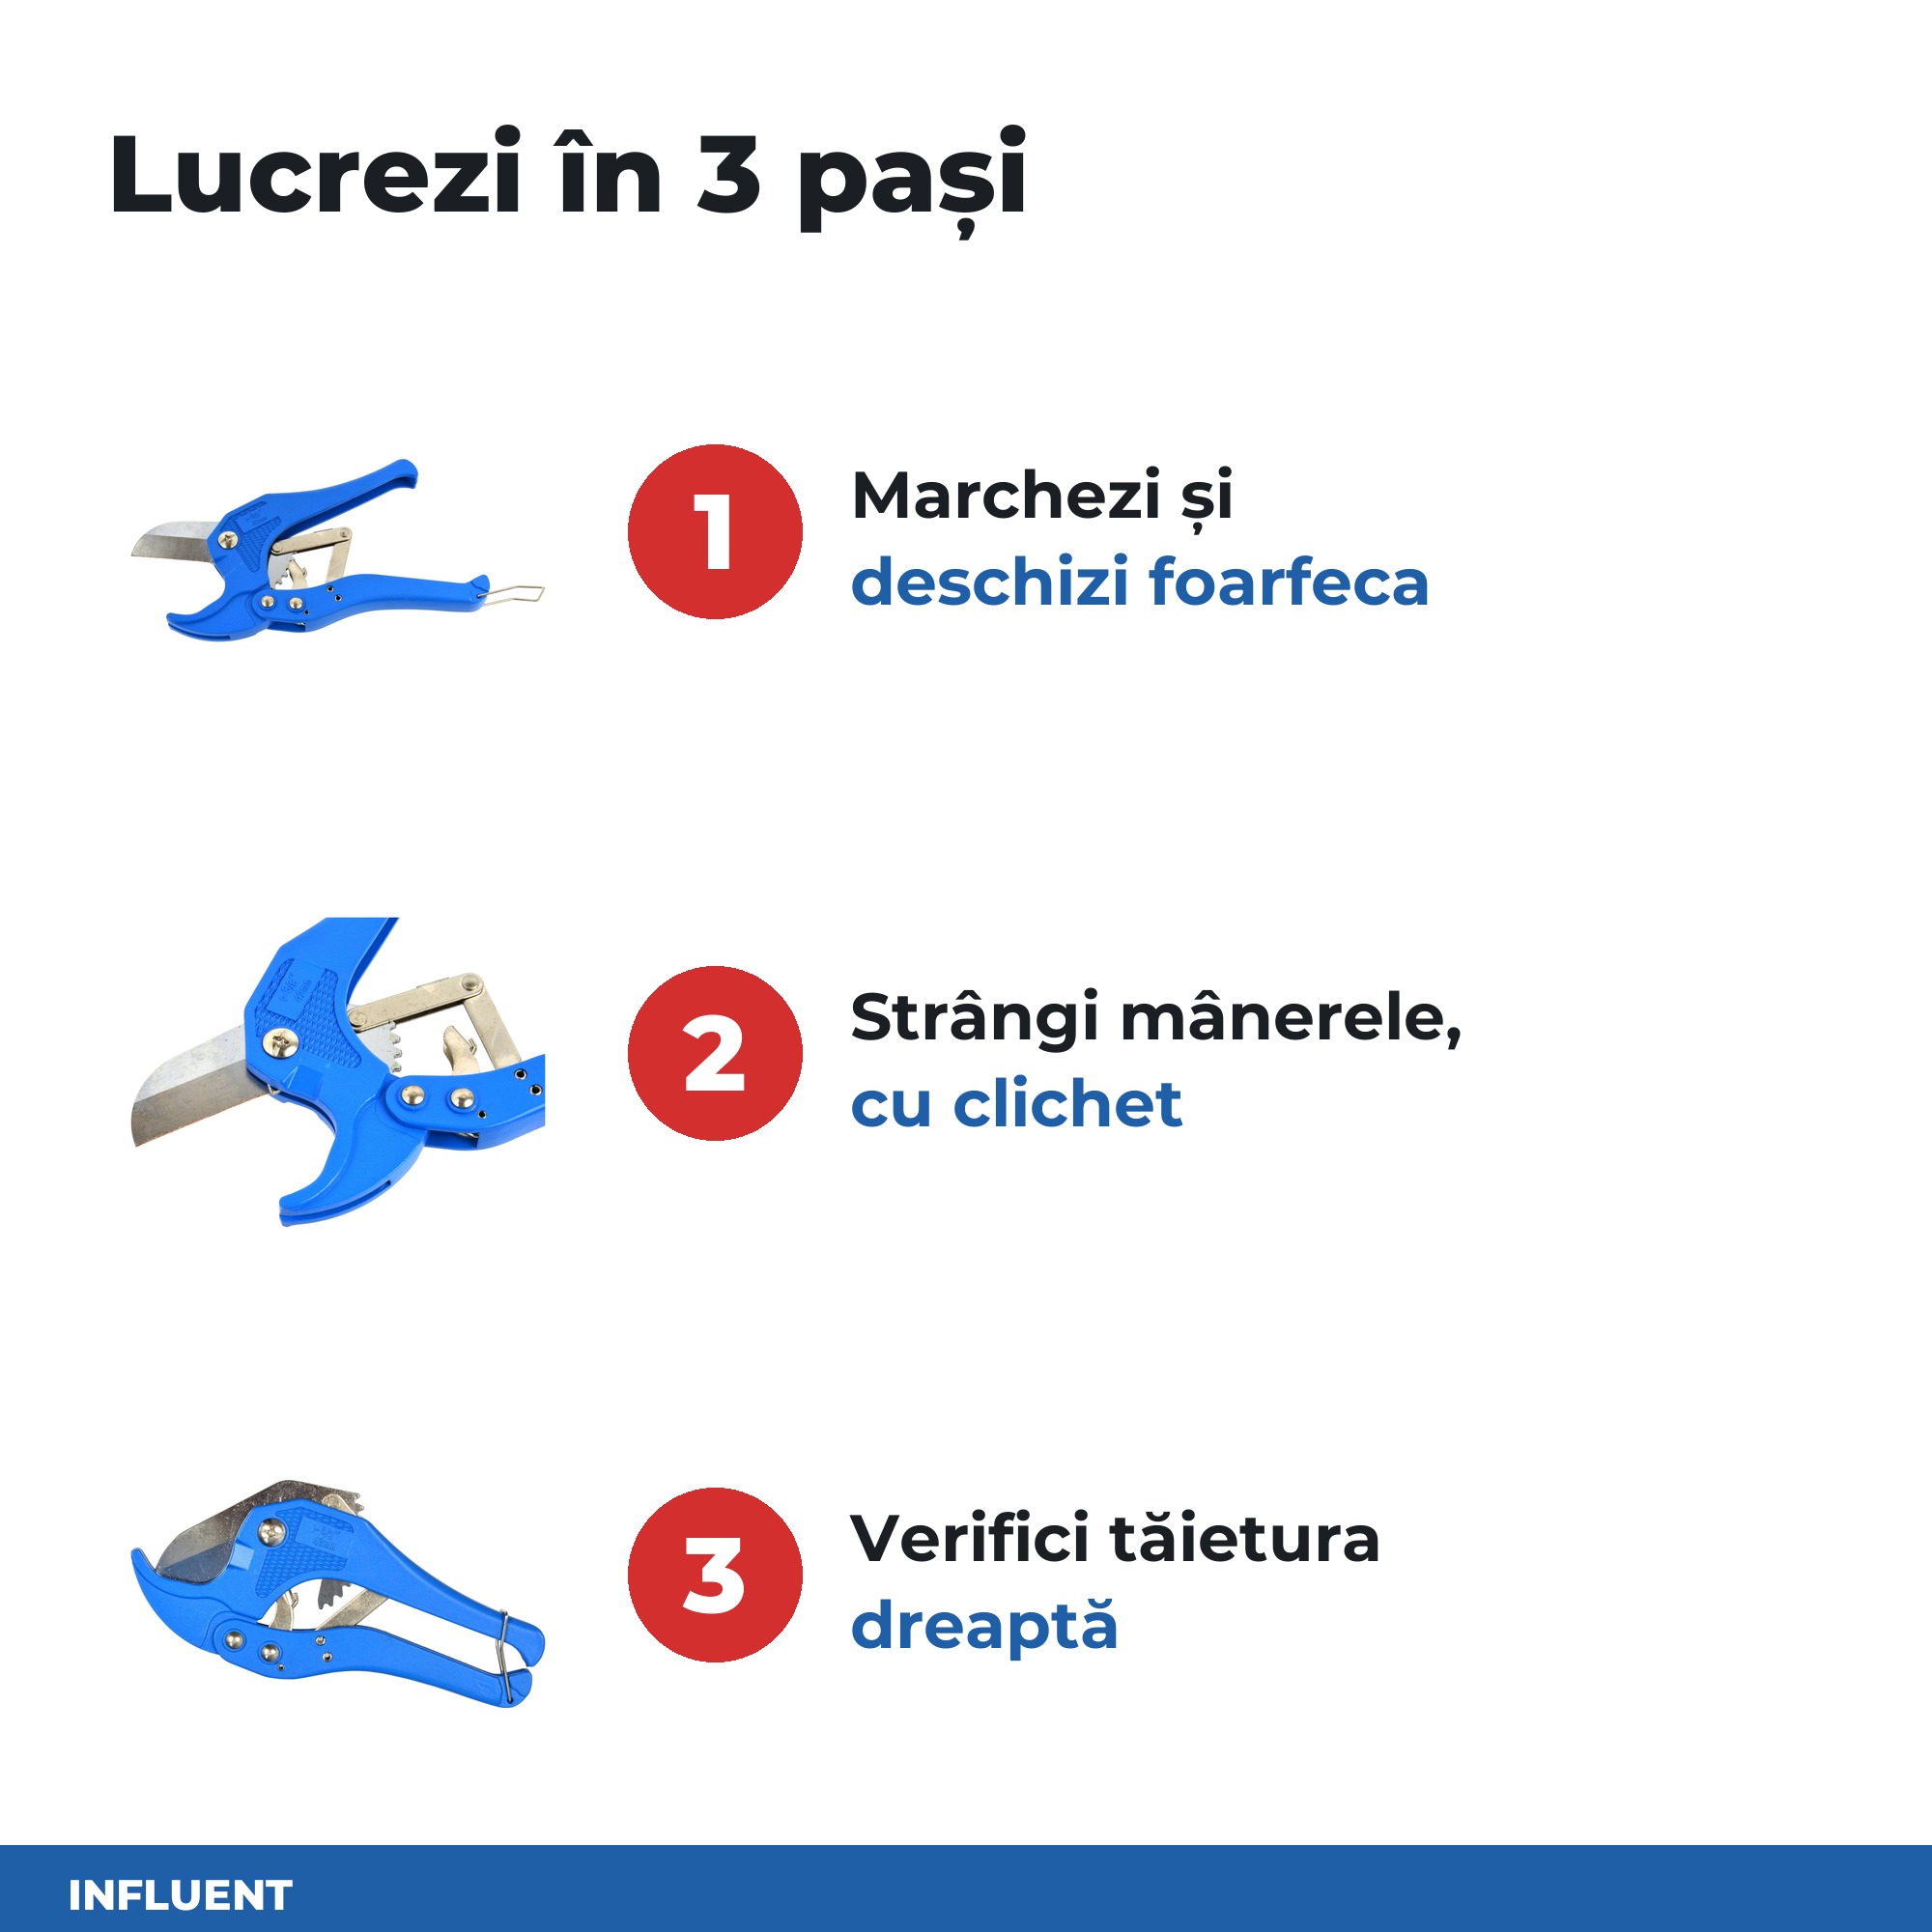 Lucrezi în 3 pași
1
Marchezi și
deschizi foarfeca
2
Strângi mânerele,
cu clichet
3
Verifici tăietura
dreaptă
INFLUENT